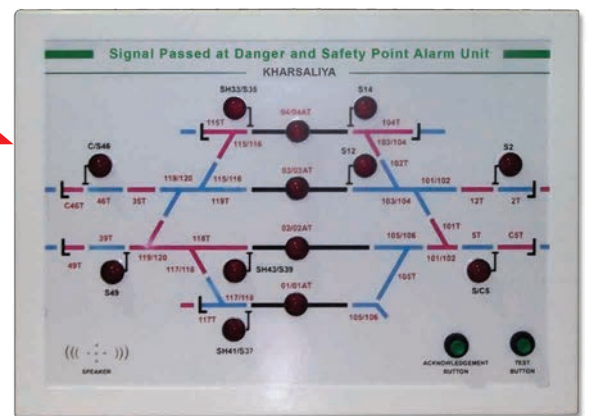 Signal Passed at Danger and Safety Point Alarm Unit
KHARSALIYA
SH33/S35 S14
115T 04/04AT 104T
C/S46 115/116 103/104 S2
S12 102T
119/120 115/116 03/03AT 101/102
C46T 46T 35T 119T 103/104 12T 2T
39T 118T 02/02AT 105/106 101T 5T C5T
49T 119/120 101/102
117/118 SH43/S39 105T S/C5
S49 01/01AT
117/118
117T 105/106
SH41/S37
SPEAKER
ACKNOWLEDGEMENT
BUTTON
TEST
BUTTON